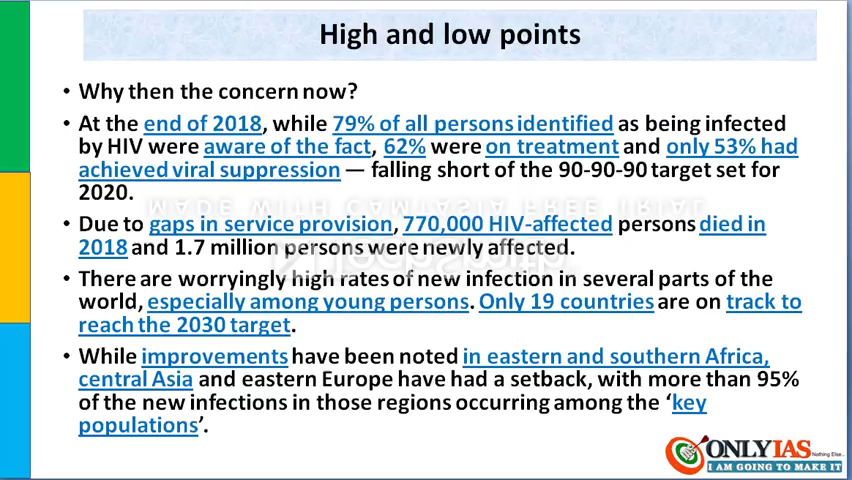 High and low points
• Why then the concern now?
• At the end of 2018, while 79% of all persons identified as being infected
by HIV were aware of the fact, 62% were on treatment and only 53% had
achieved viral suppression — falling short of the 90-90-90 target set for
2020.
MADE WITH CAMTASIA FREE TRIAL
• Due to gaps in service provision, 770,000 HIV-affected persons died in
2018 and 1.7 million persons were newly affected.
• There are worryingly high rates of new infection in several parts of the
world, especially among young persons. Only 19 countries are on track to
reach the 2030 target.
• While improvements have been noted in eastern and southern Africa,
central Asia and eastern Europe have had a setback, with more than 95%
of the new infections in those regions occurring among the ‘key
populations’.
ONLYIAS
Nothing Else..
I AM GOING TO MAKE IT